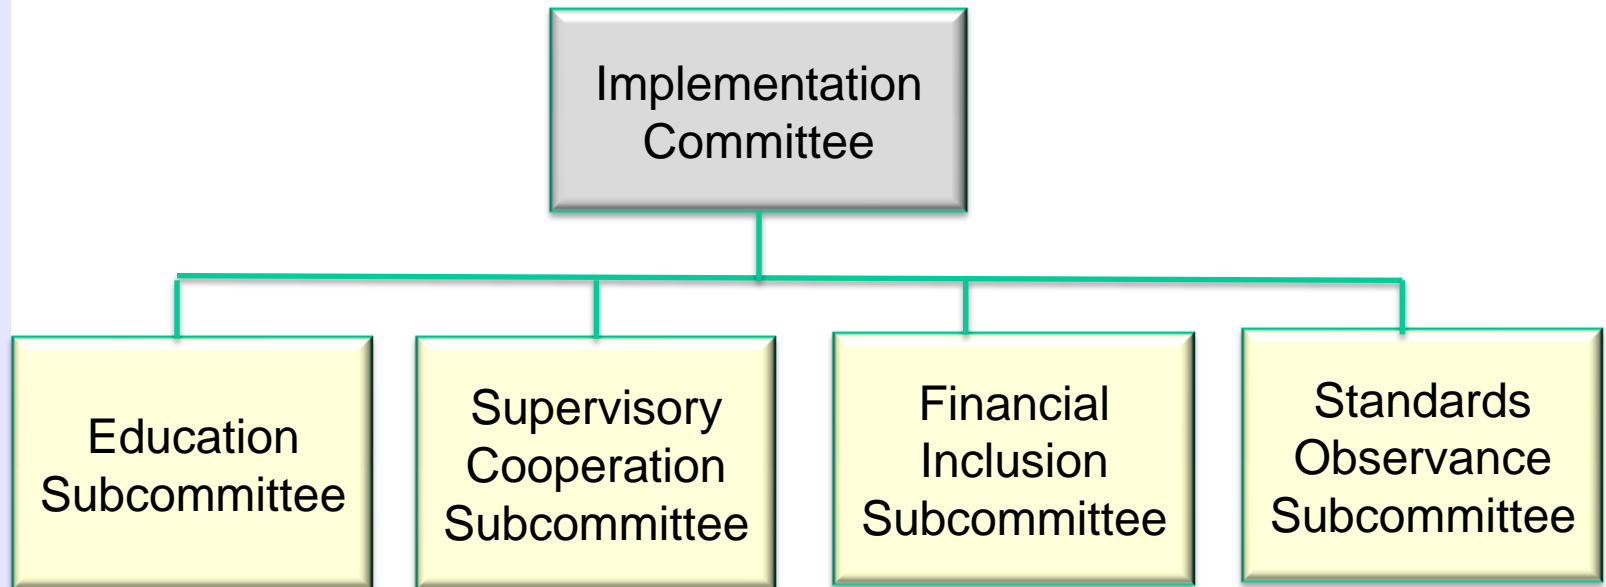 Implementation
Committee
Education
Subcommittee
Supervisory
Cooperation
Subcommittee
Financial
Inclusion
Subcommittee
Standards
Observance
Subcommittee